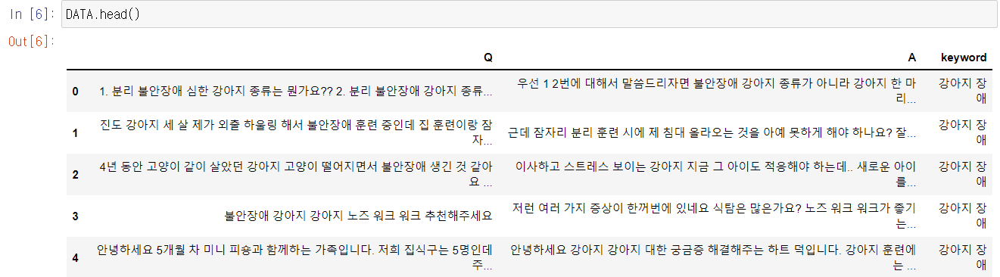 In [6]: DATA.head()
Out[6]:
Q A keyword
0 1. 분리 불안장애 심한 강아지 종류는 뭔가요?? 2. 분리 불안장애 강아지 종류... 우선 1 2번에 대해서 말씀드리자면 불안장애 강아지 종류가 아니라 강아지 한 마
리... 강아지 장
애
1 진도 강아지 세 살 제가 외출 하울링 해서 불안장애 훈련 중인데 집 훈련이랑 잠
자... 근데 잠자리 분리 훈련 시에 제 침대 올라오는 것을 아예 못하게 해야 하나요? 잘... 강아지 장
애
2 4년 동안 고양이 같이 살았던 강아지 고양이 떨어지면서 불안장애 생긴 것 같아
요 ... 이사하고 스트레스 보이는 강아지 지금 그 아이도 적응해야 하는데.. 새로운 아이
를... 강아지 장
애
3 불안장애 강아지 강아지 노즈 워크 워크 추천해주세요 저런 여러 가지 증상이 한꺼번에 있네요 식탐은 많은가요? 노즈 워크 워크가 좋기
는... 강아지 장
애
4 안녕하세요 5개월 차 미니 피숑과 함께하는 가족입니다. 저희 집식구는 5명인데
주... 안녕하세요 강아지 강아지 대한 궁금증 해결해주는 하트 덕입니다. 강아지 훈련에
는 ... 강아지 장
애